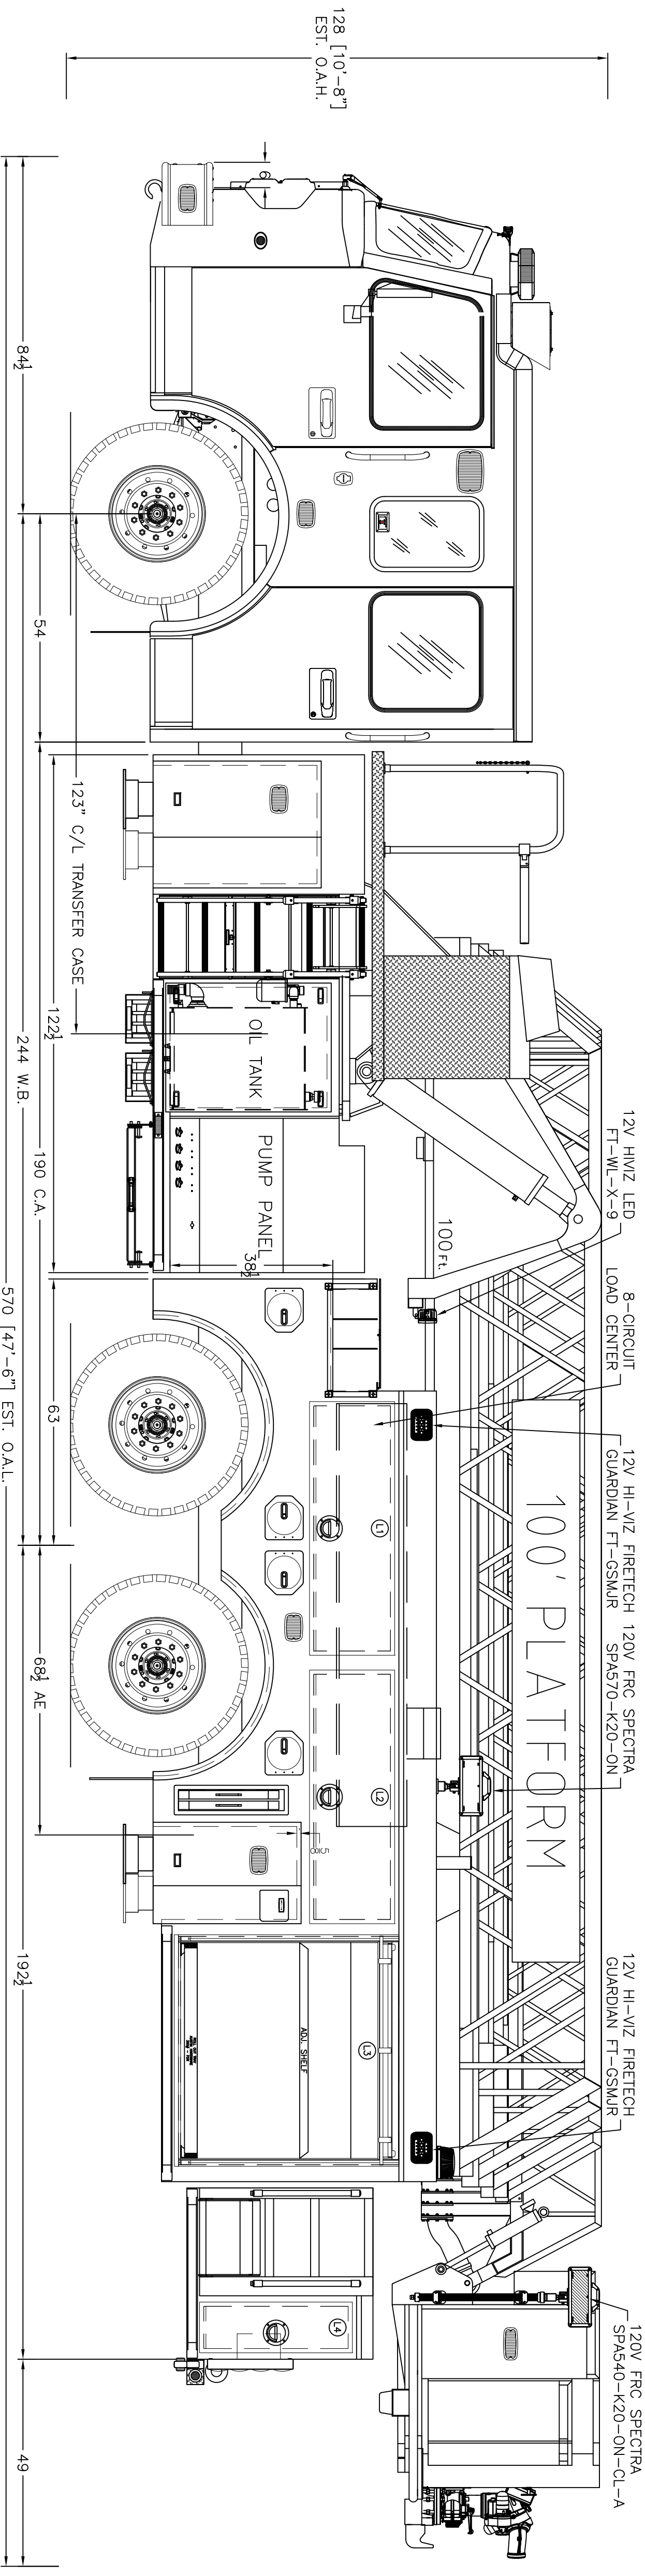 128 [10'-8"]
EST. O.A.H.
12V HIVIZ LED
FT-WL-X-9
8-CIRCUIT
LOAD CENTER
12V HI-VIZ FIRETECH
GUARDIAN FT-GSMJR
120V FRC SPECTRA
SPA570-K20-ON
12V HI-VIZ FIRETECH
GUARDIAN FT-GSMJR
120V FRC SPECTRA
SPA540-K20-ON-CL-A
100' PLATFORM
100 Ft.
OIL TANK
PUMP PANEL
38½
L1
L2
L3
L4
ADJ. SHELF
6
84½
54
123" C/L TRANSFER CASE
122½
244 W.B.
190 C.A.
63
68½ AE
192½
49
570 [47'-6"] EST. O.A.L.